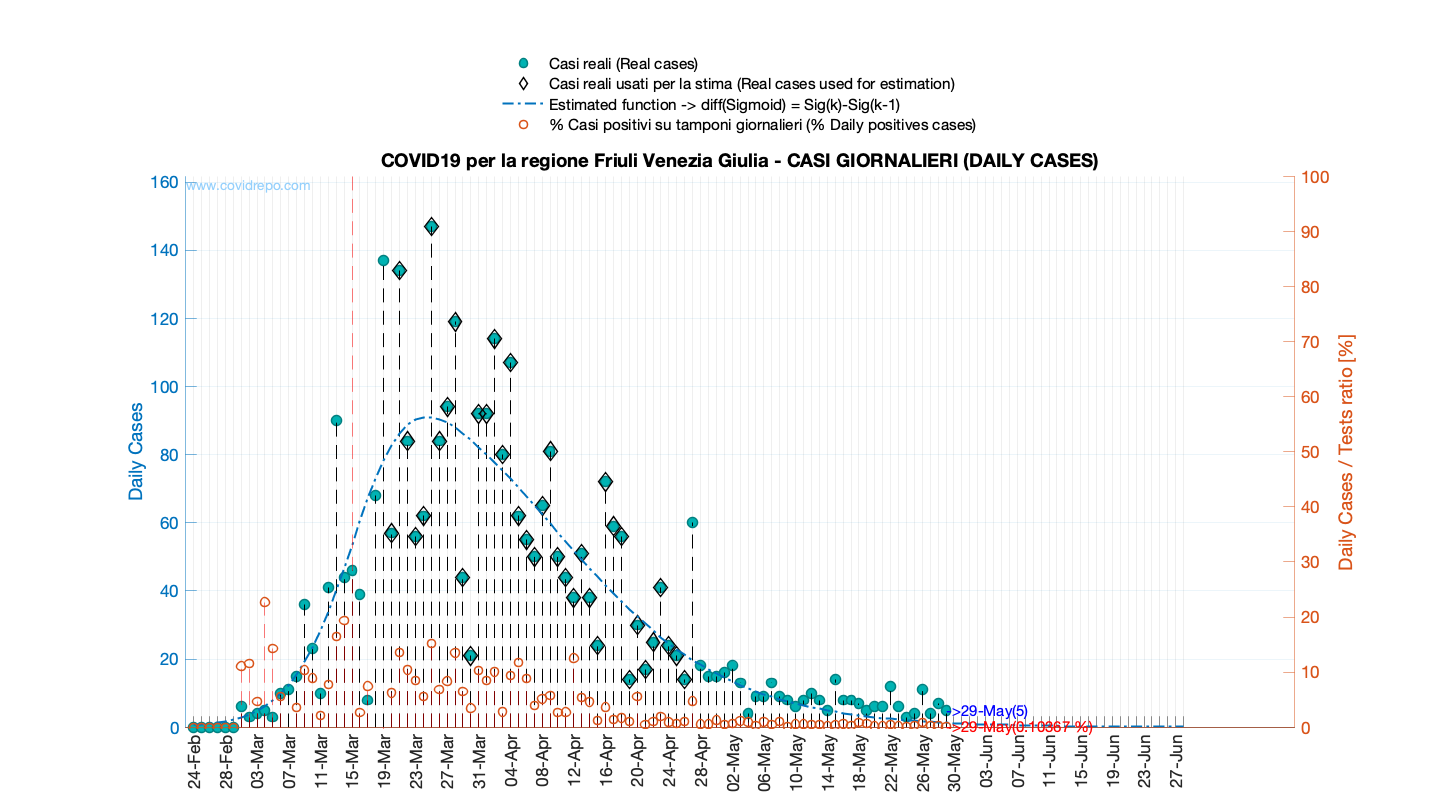 Casi reali (Real cases)
Casi reali usati per la stima (Real cases used for estimation)
Estimated function -> diff(Sigmoid) = Sig(k)-Sig(k-1)
% Casi positivi su tamponi giornalieri (% Daily positives cases)
COVID19 per la regione Friuli Venezia Giulia - CASI GIORNALIERI (DAILY CASES)
www.covidrepo.com
160
140
120
100
80
60
40
20
0
Daily Cases
100
90
80
70
60
50
40
30
20
10
0
Daily Cases / Tests ratio [%]
>29-May(5)
>29-May(0.10367 %)
24-Feb
28-Feb
03-Mar
07-Mar
11-Mar
15-Mar
19-Mar
23-Mar
27-Mar
31-Mar
04-Apr
08-Apr
12-Apr
16-Apr
20-Apr
24-Apr
28-Apr
02-May
06-May
10-May
14-May
18-May
22-May
26-May
30-May
03-Jun
07-Jun
11-Jun
15-Jun
19-Jun
23-Jun
27-Jun